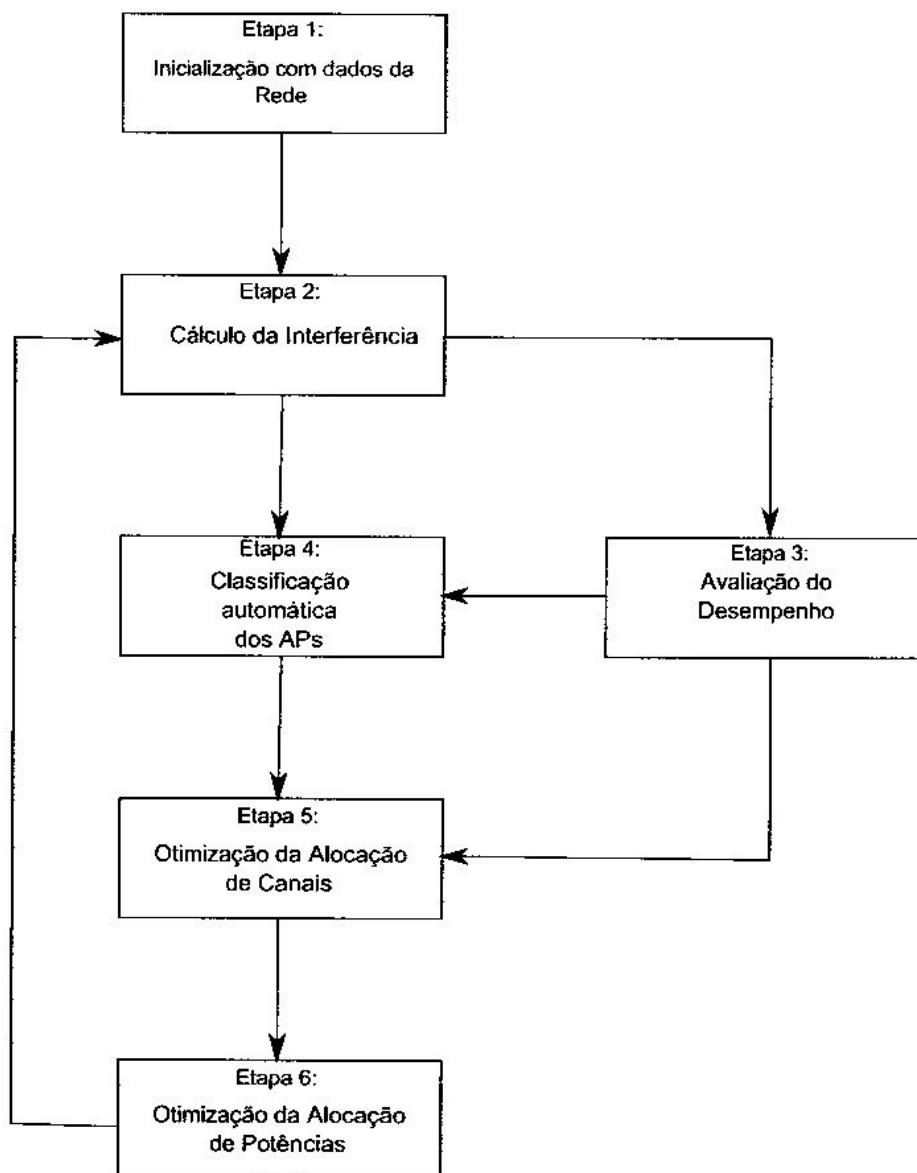 Etapa 1:
Inicialização com dados da
Rede
Etapa 2:
Cálculo da Interferência
Etapa 4:
Classificação
automática
dos APs
Etapa 3:
Avaliação do
Desempenho
Etapa 5:
Otimização da Alocação
de Canais
Etapa 6:
Otimização da Alocação
de Potências